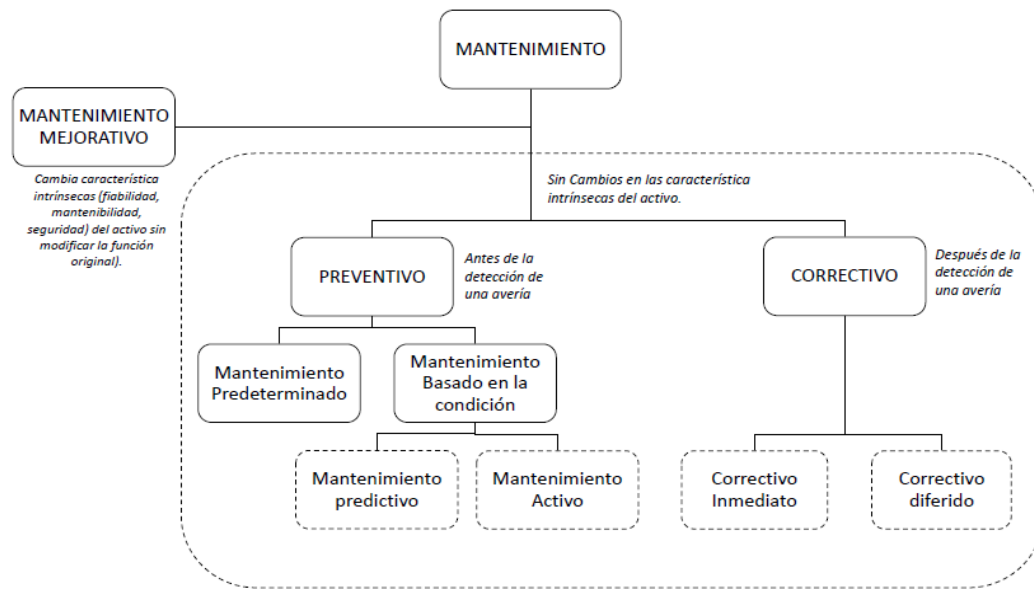 MANTENIMIENTO
MANTENIMIENTO
MEJORATIVO
Cambia característica
intrínsecas (fiabilidad,
mantenibilidad,
seguridad) del activo sin
modificar la función
original).
Sin Cambios en las característica
intrínsecas del activo.
PREVENTIVO
Antes de la
detección de
una avería
CORRECTIVO
Después de la
detección de
una avería
Mantenimiento
Predeterminado
Mantenimiento
Basado en la
condición
Mantenimiento
predictivo
Mantenimiento
Activo
Correctivo
Inmediato
Correctivo
diferido